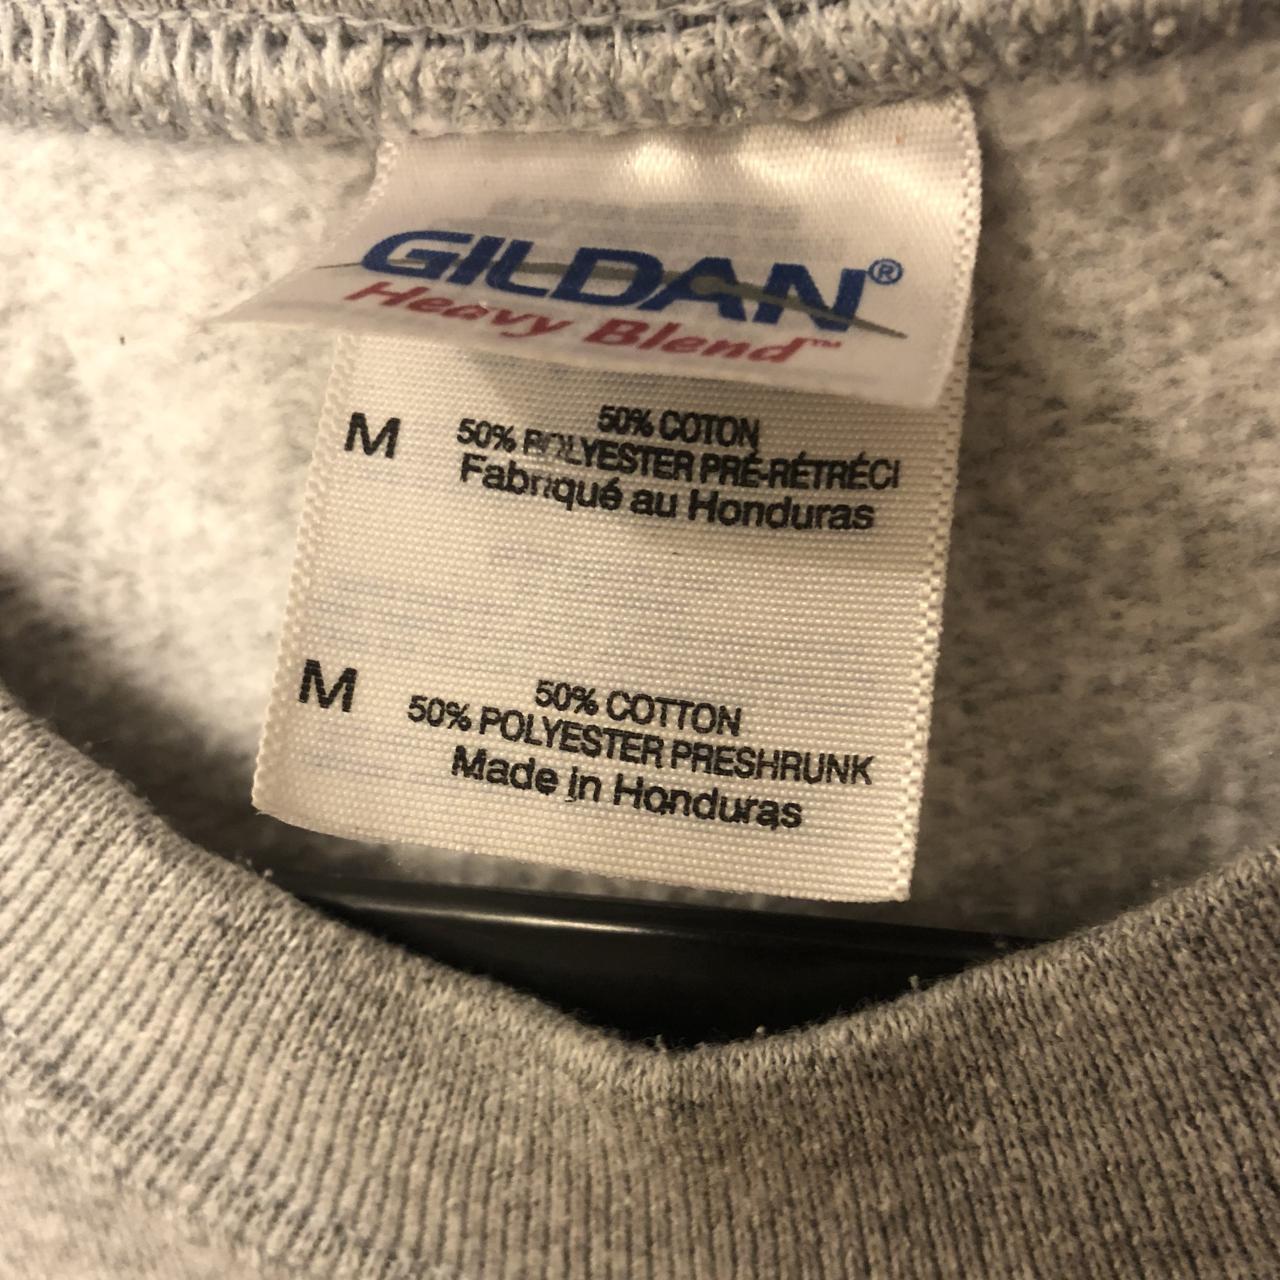 GILDAN®
Heavy Blend™
M
50% COTON
50% POLYESTER PRÉ-RÉTRÉCI
Fabriqué au Honduras
M
50% COTTON
50% POLYESTER PRESHRUNK
Made in Honduras